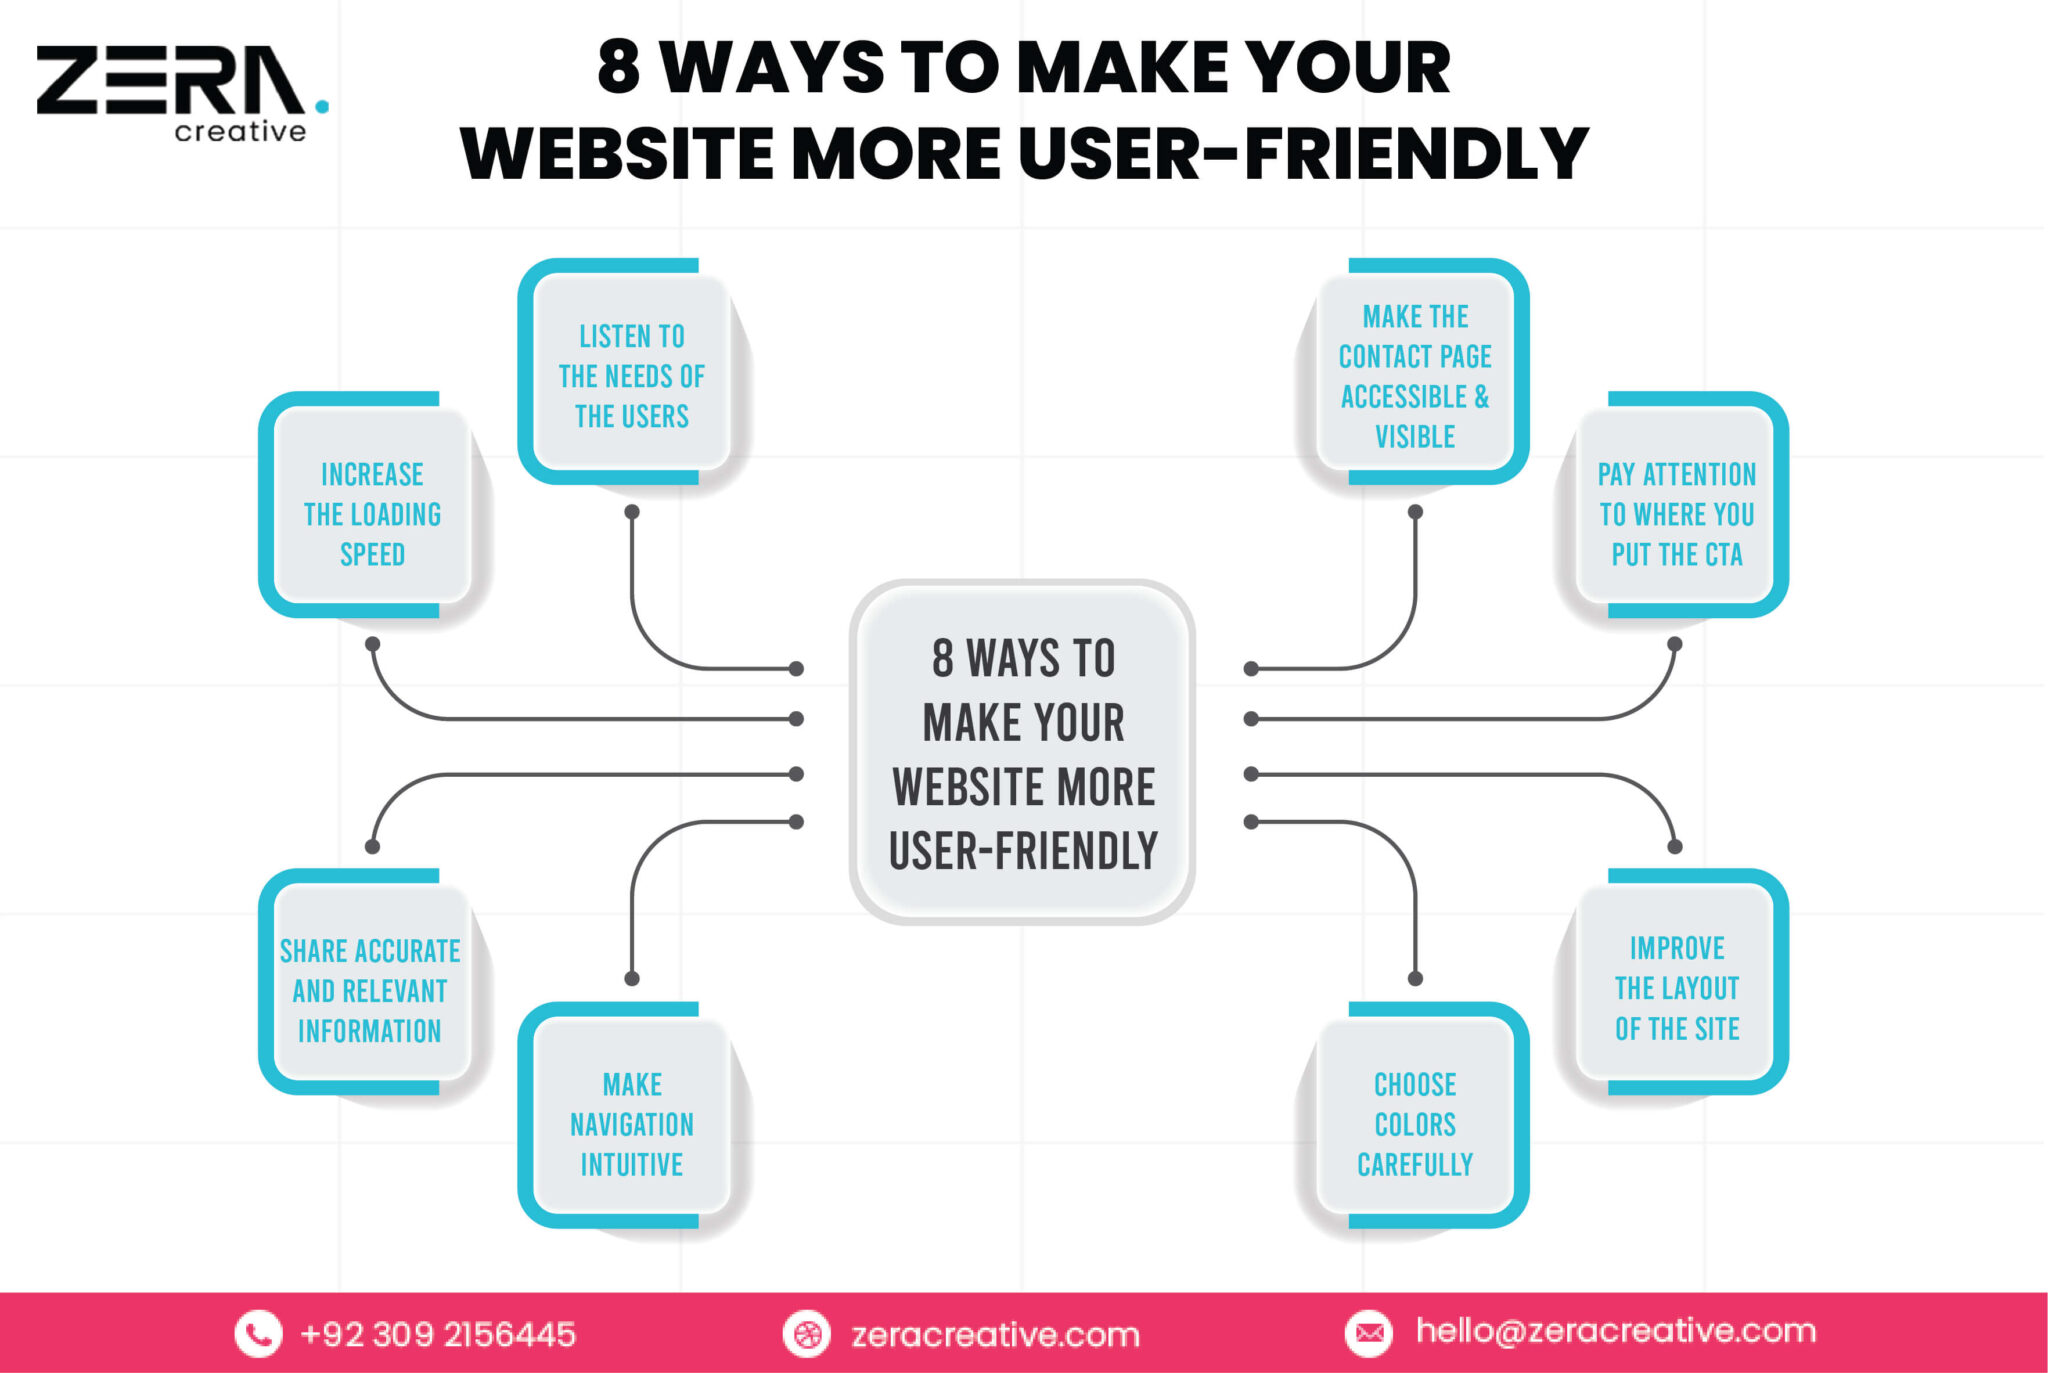 ZERA.
creative
8 WAYS TO MAKE YOUR
WEBSITE MORE USER-FRIENDLY
LISTEN TO
THE NEEDS OF
THE USERS
INCREASE
THE LOADING
SPEED
SHARE ACCURATE
AND RELEVANT
INFORMATION
MAKE
NAVIGATION
INTUITIVE
8 WAYS TO
MAKE YOUR
WEBSITE MORE
USER-FRIENDLY
MAKE THE
CONTACT PAGE
ACCESSIBLE &
VISIBLE
PAY ATTENTION
TO WHERE YOU
PUT THE CTA
IMPROVE
THE LAYOUT
OF THE SITE
CHOOSE
COLORS
CAREFULLY
+92 309 2156445
zeracreative.com
hello@zeracreative.com